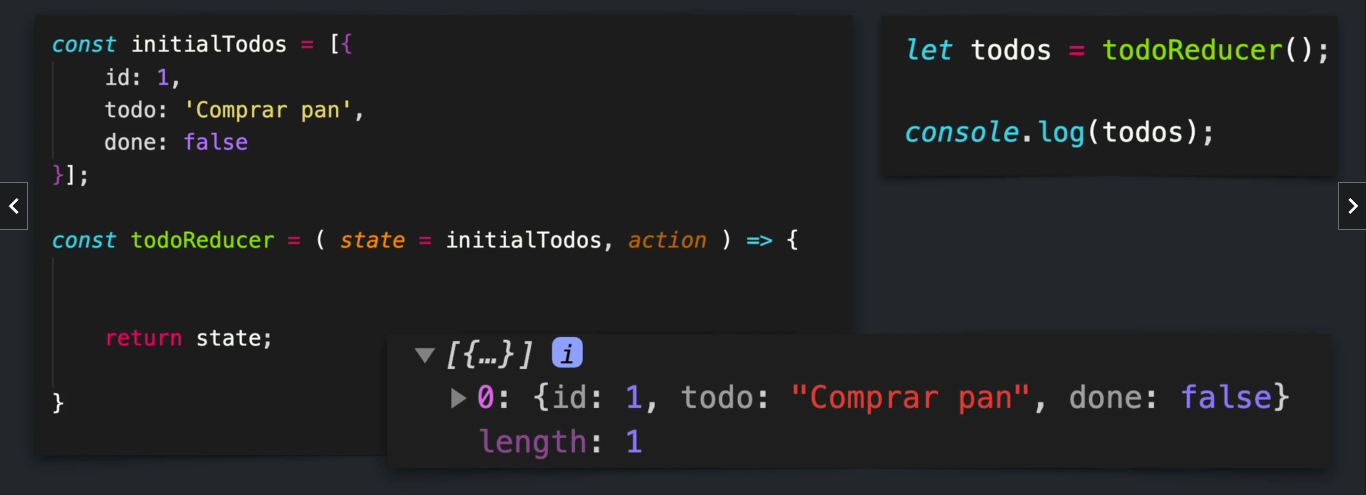 const initialTodos = [{
    id: 1,
    todo: 'Comprar pan',
    done: false
}];
const todoReducer = ( state = initialTodos, action ) => {
    return state;
}
let todos = todoReducer();
console.log(todos);
▼ [{…}] i
▶ 0: {id: 1, todo: "Comprar pan", done: false}
length: 1